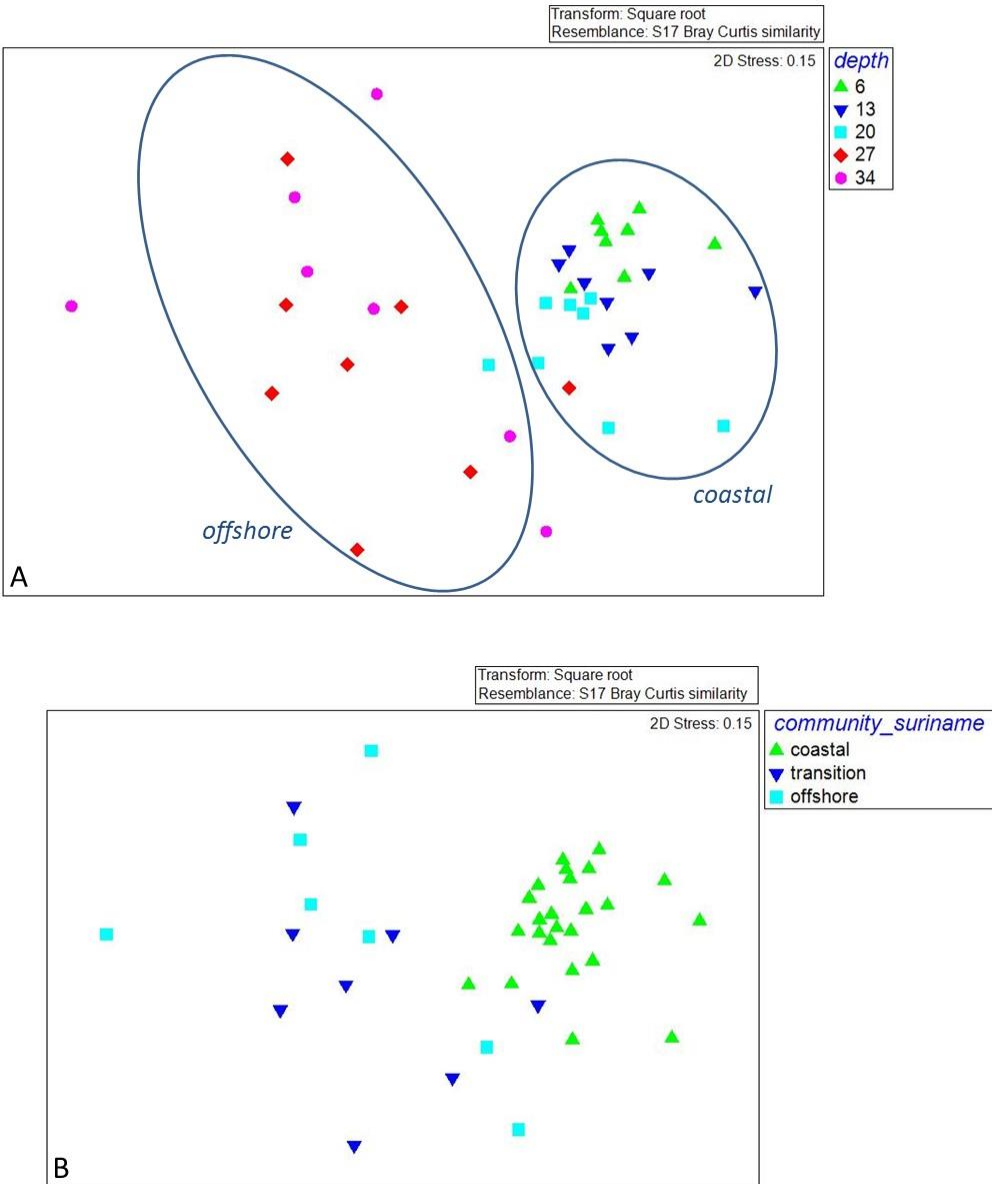 Transform: Square root
Resemblance: S17 Bray Curtis similarity
2D Stress: 0.15
depth
6
13
20
27
34
coastal
offshore
A
Transform: Square root
Resemblance: S17 Bray Curtis similarity
2D Stress: 0.15
community_suriname
coastal
transition
offshore
B